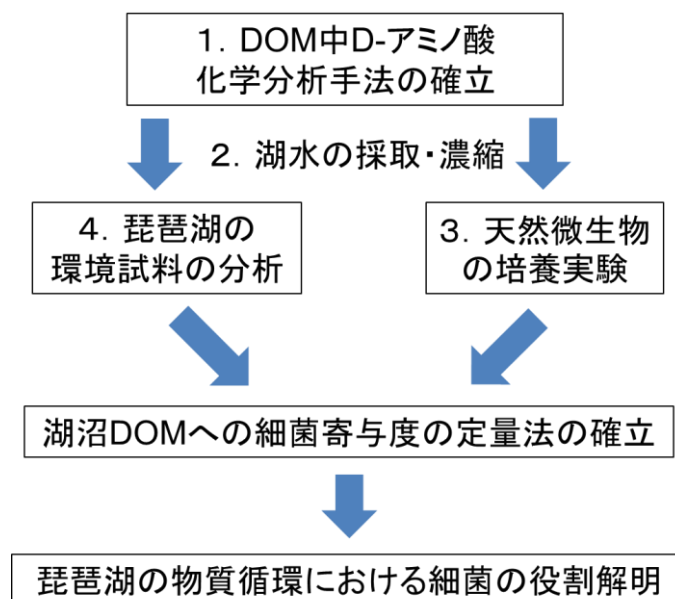 1. DOM中D-アミノ酸
化学分析手法の確立
2. 湖水の採取・濃縮
4. 琵琶湖の
環境試料の分析
3. 天然微生物
の培養実験
湖沼DOMへの細菌寄与度の定量法の確立
琵琶湖の物質循環における細菌の役割解明